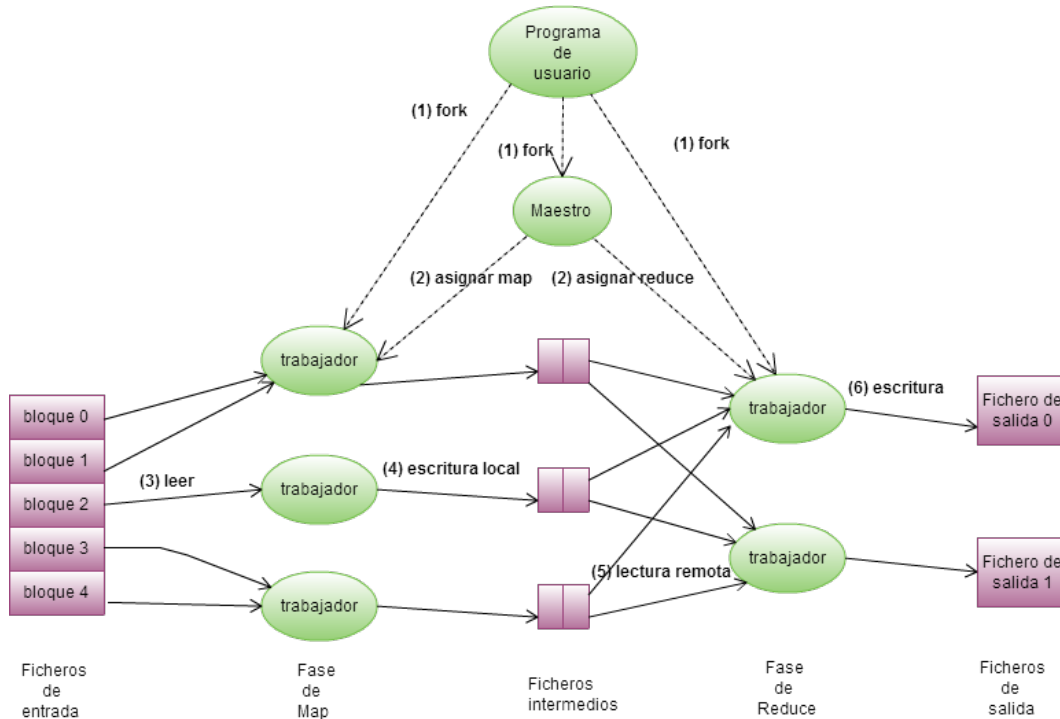 Programa
de
usuario
(1) fork
(1) fork
(1) fork
Maestro
(2) asignar map
(2) asignar reduce
trabajador
trabajador
(6) escritura
Fichero de
salida 0
bloque 0
bloque 1
bloque 2
bloque 3
bloque 4
(3) leer
trabajador
(4) escritura local
trabajador
(5) lectura remota
trabajador
Fichero de
salida 1
Ficheros
de
entrada
Fase
de
Map
Ficheros
intermedios
Fase
de
Reduce
Ficheros
de
salida